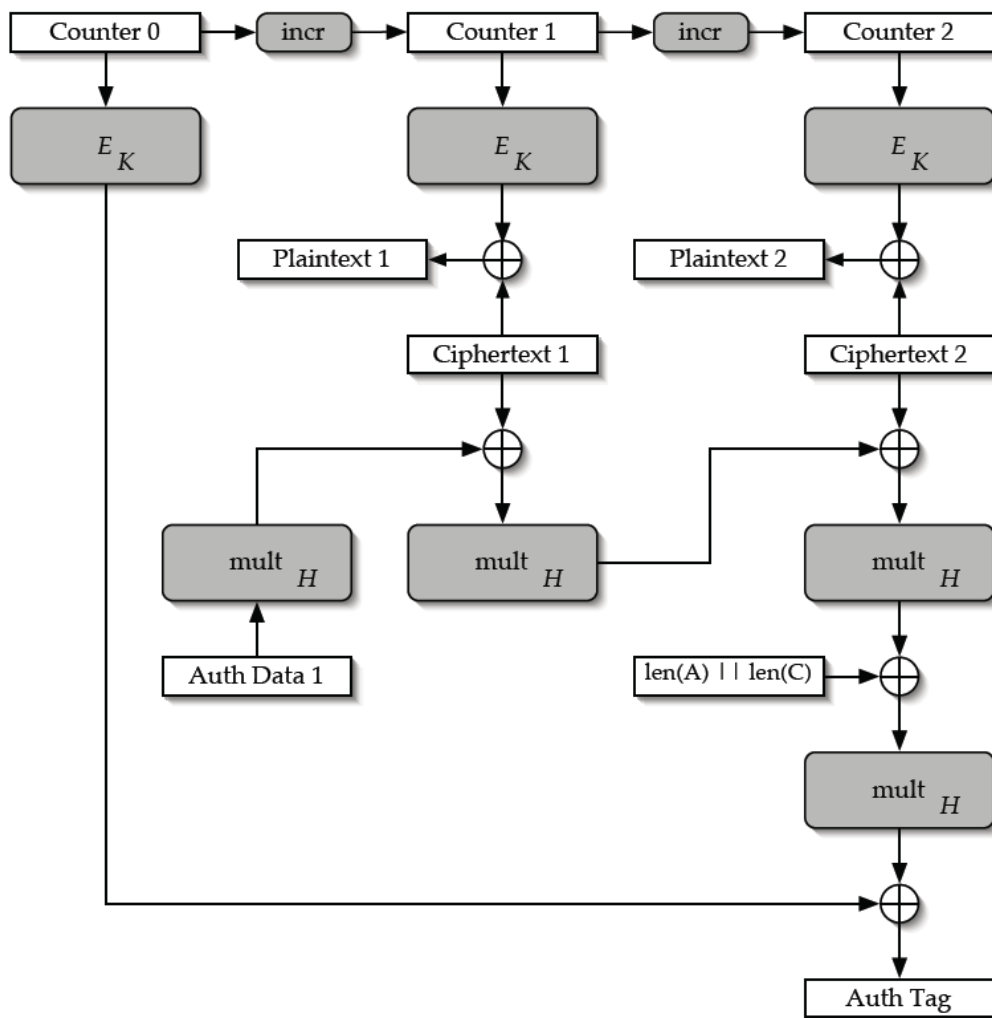 Counter 0
incr
Counter 1
incr
Counter 2
E K
E K
E K
Plaintext 1
Plaintext 2
Ciphertext 1
Ciphertext 2
mult H
mult H
mult H
Auth Data 1
len(A) || len(C)
mult H
Auth Tag